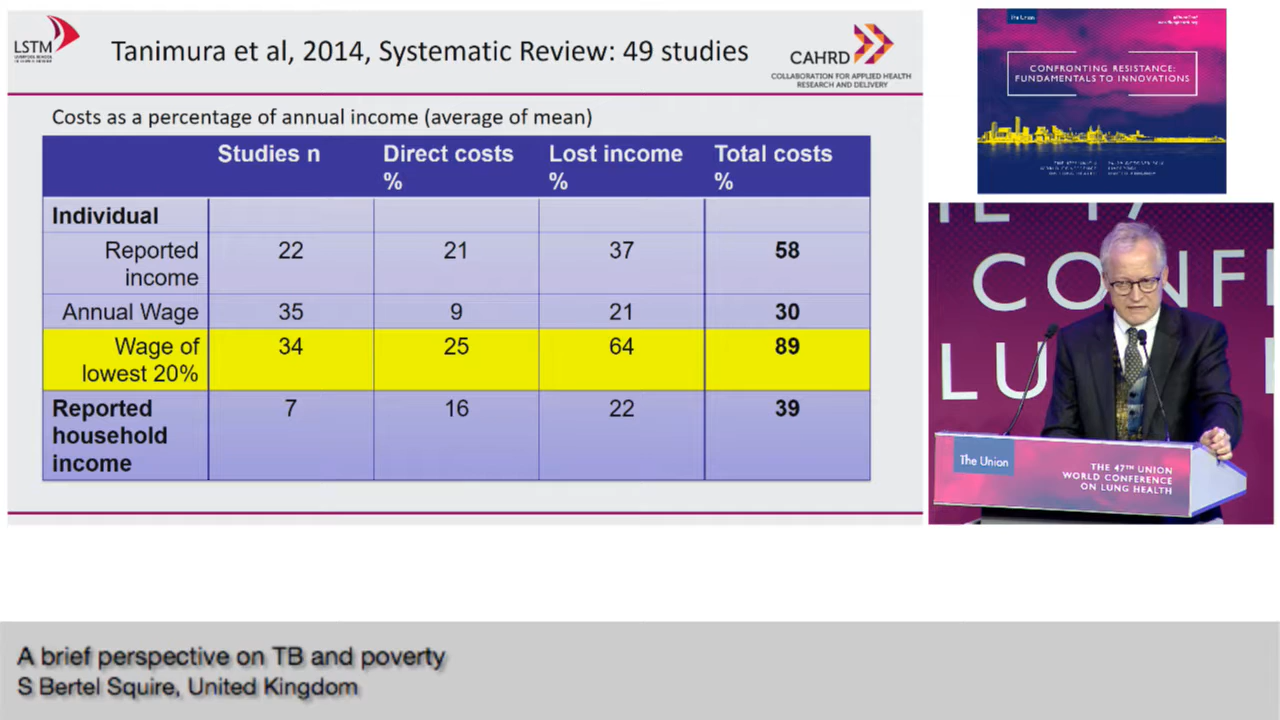 LSTM
Tanimura et al, 2014, Systematic Review: 49 studies
CAHRD
COLLABORATION FOR APPLIED HEALTH
RESEARCH AND DELIVERY
Costs as a percentage of annual income (average of mean)
Studies n Direct costs % Lost income % Total costs %
Individual
Reported income 22 21 37 58
Annual Wage 35 9 21 30
Wage of lowest 20% 34 25 64 89
Reported household income 7 16 22 39
The Union
CONFRONTING RESISTANCE:
FUNDAMENTALS TO INNOVATIONS
CONF
LU
The Union
THE 47TH UNION
WORLD CONFERENCE
ON LUNG HEALTH
A brief perspective on TB and poverty
S Bertel Squire, United Kingdom